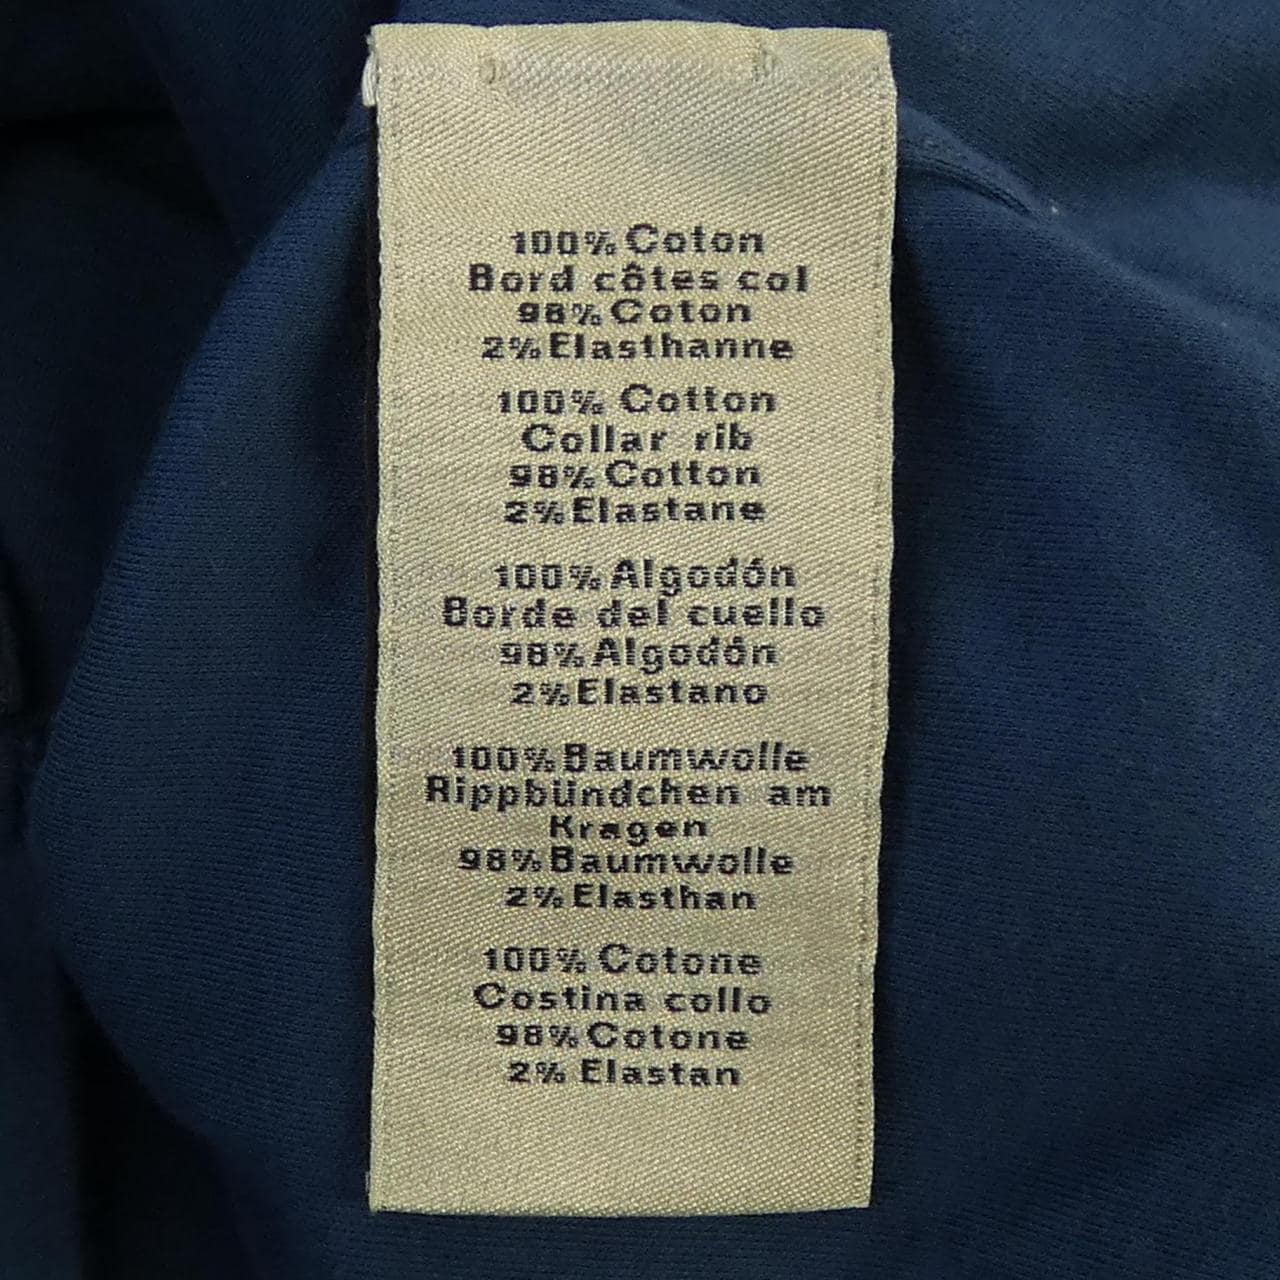 100% Coton
Bord côtes col
98% Coton
2% Elasthanne
100% Cotton
Collar rib
98% Cotton
2% Elastane
100% Algodón
Borde del cuello
98% Algodón
2% Elastano
100% Baumwolle
Rippbündchen am
Kragen
98% Baumwolle
2% Elasthan
100% Cotone
Costina collo
98% Cotone
2% Elastan